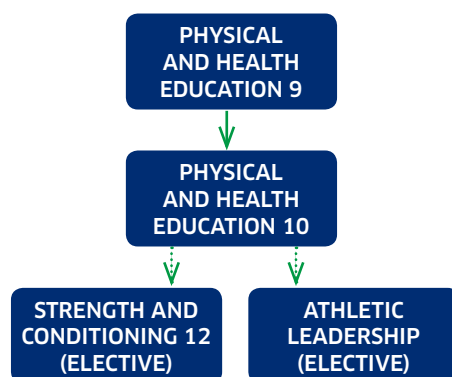 PHYSICAL
AND HEALTH
EDUCATION 9
PHYSICAL
AND HEALTH
EDUCATION 10
STRENGTH AND
CONDITIONING 12
(ELECTIVE)
ATHLETIC
LEADERSHIP
(ELECTIVE)